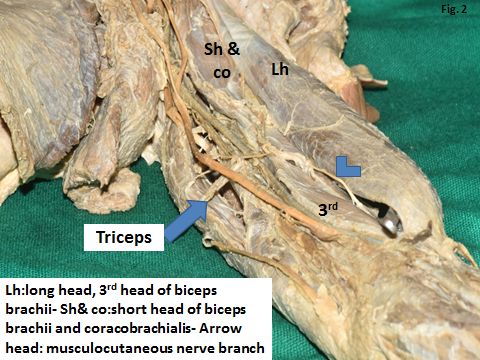 Fig. 2
Sh &
co
Lh
3rd
Triceps
Lh:long head, 3rd head of biceps
brachii- Sh& co:short head of biceps
brachii and coracobrachialis- Arrow
head: musculocutaneous nerve branch